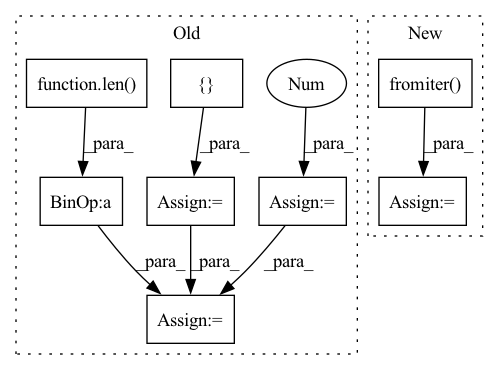 Old
New
function.len()
{}
Num
fromiter()
_para_
_para_
_para_
_para_
BinOp:a
Assign:=
Assign:=
Assign:=
_para_
_para_
_para_
Assign:=